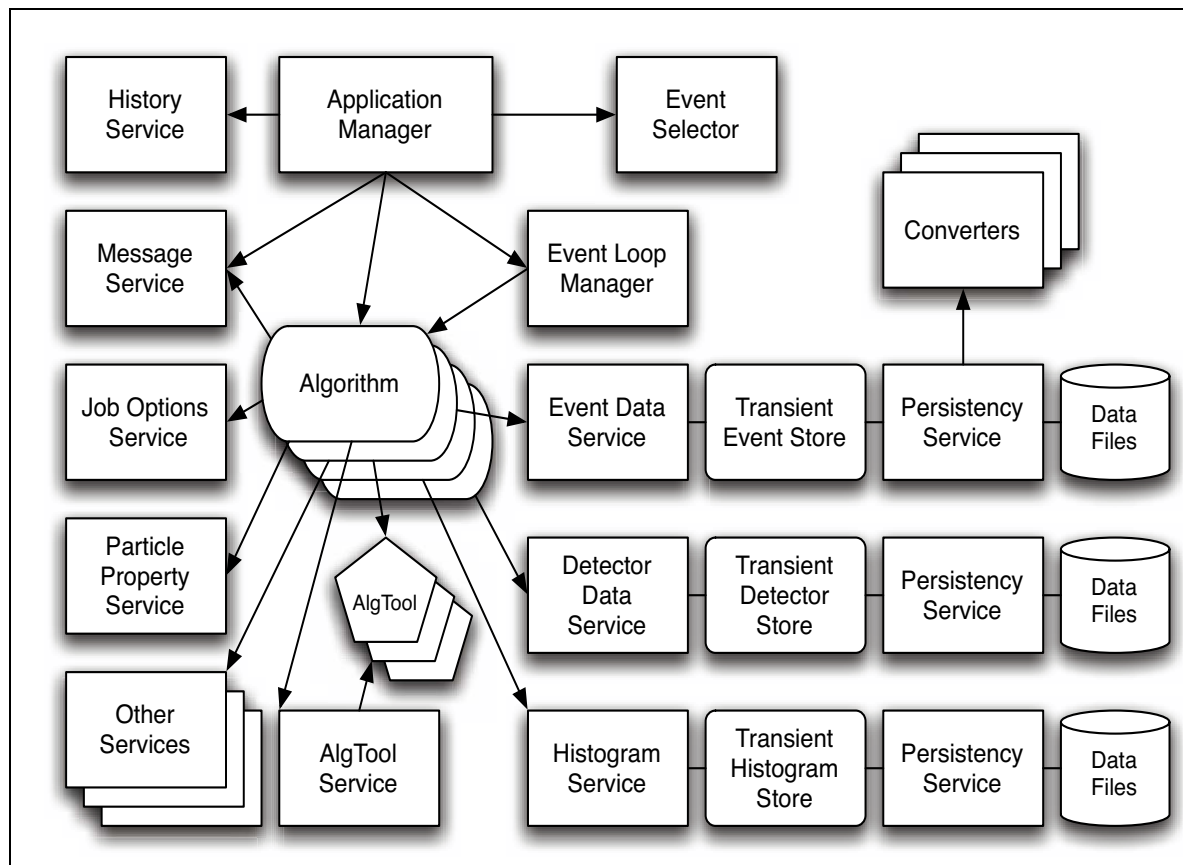 History
Service
Application
Manager
Event
Selector
Message
Service
Event Loop
Manager
Converters
Algorithm
Job Options
Service
Event Data
Service
Transient
Event Store
Persistency
Service
Data
Files
Particle
Property
Service
AlgTool
Detector
Data
Service
Transient
Detector
Store
Persistency
Service
Data
Files
Other
Services
AlgTool
Service
Histogram
Service
Transient
Histogram
Store
Persistency
Service
Data
Files